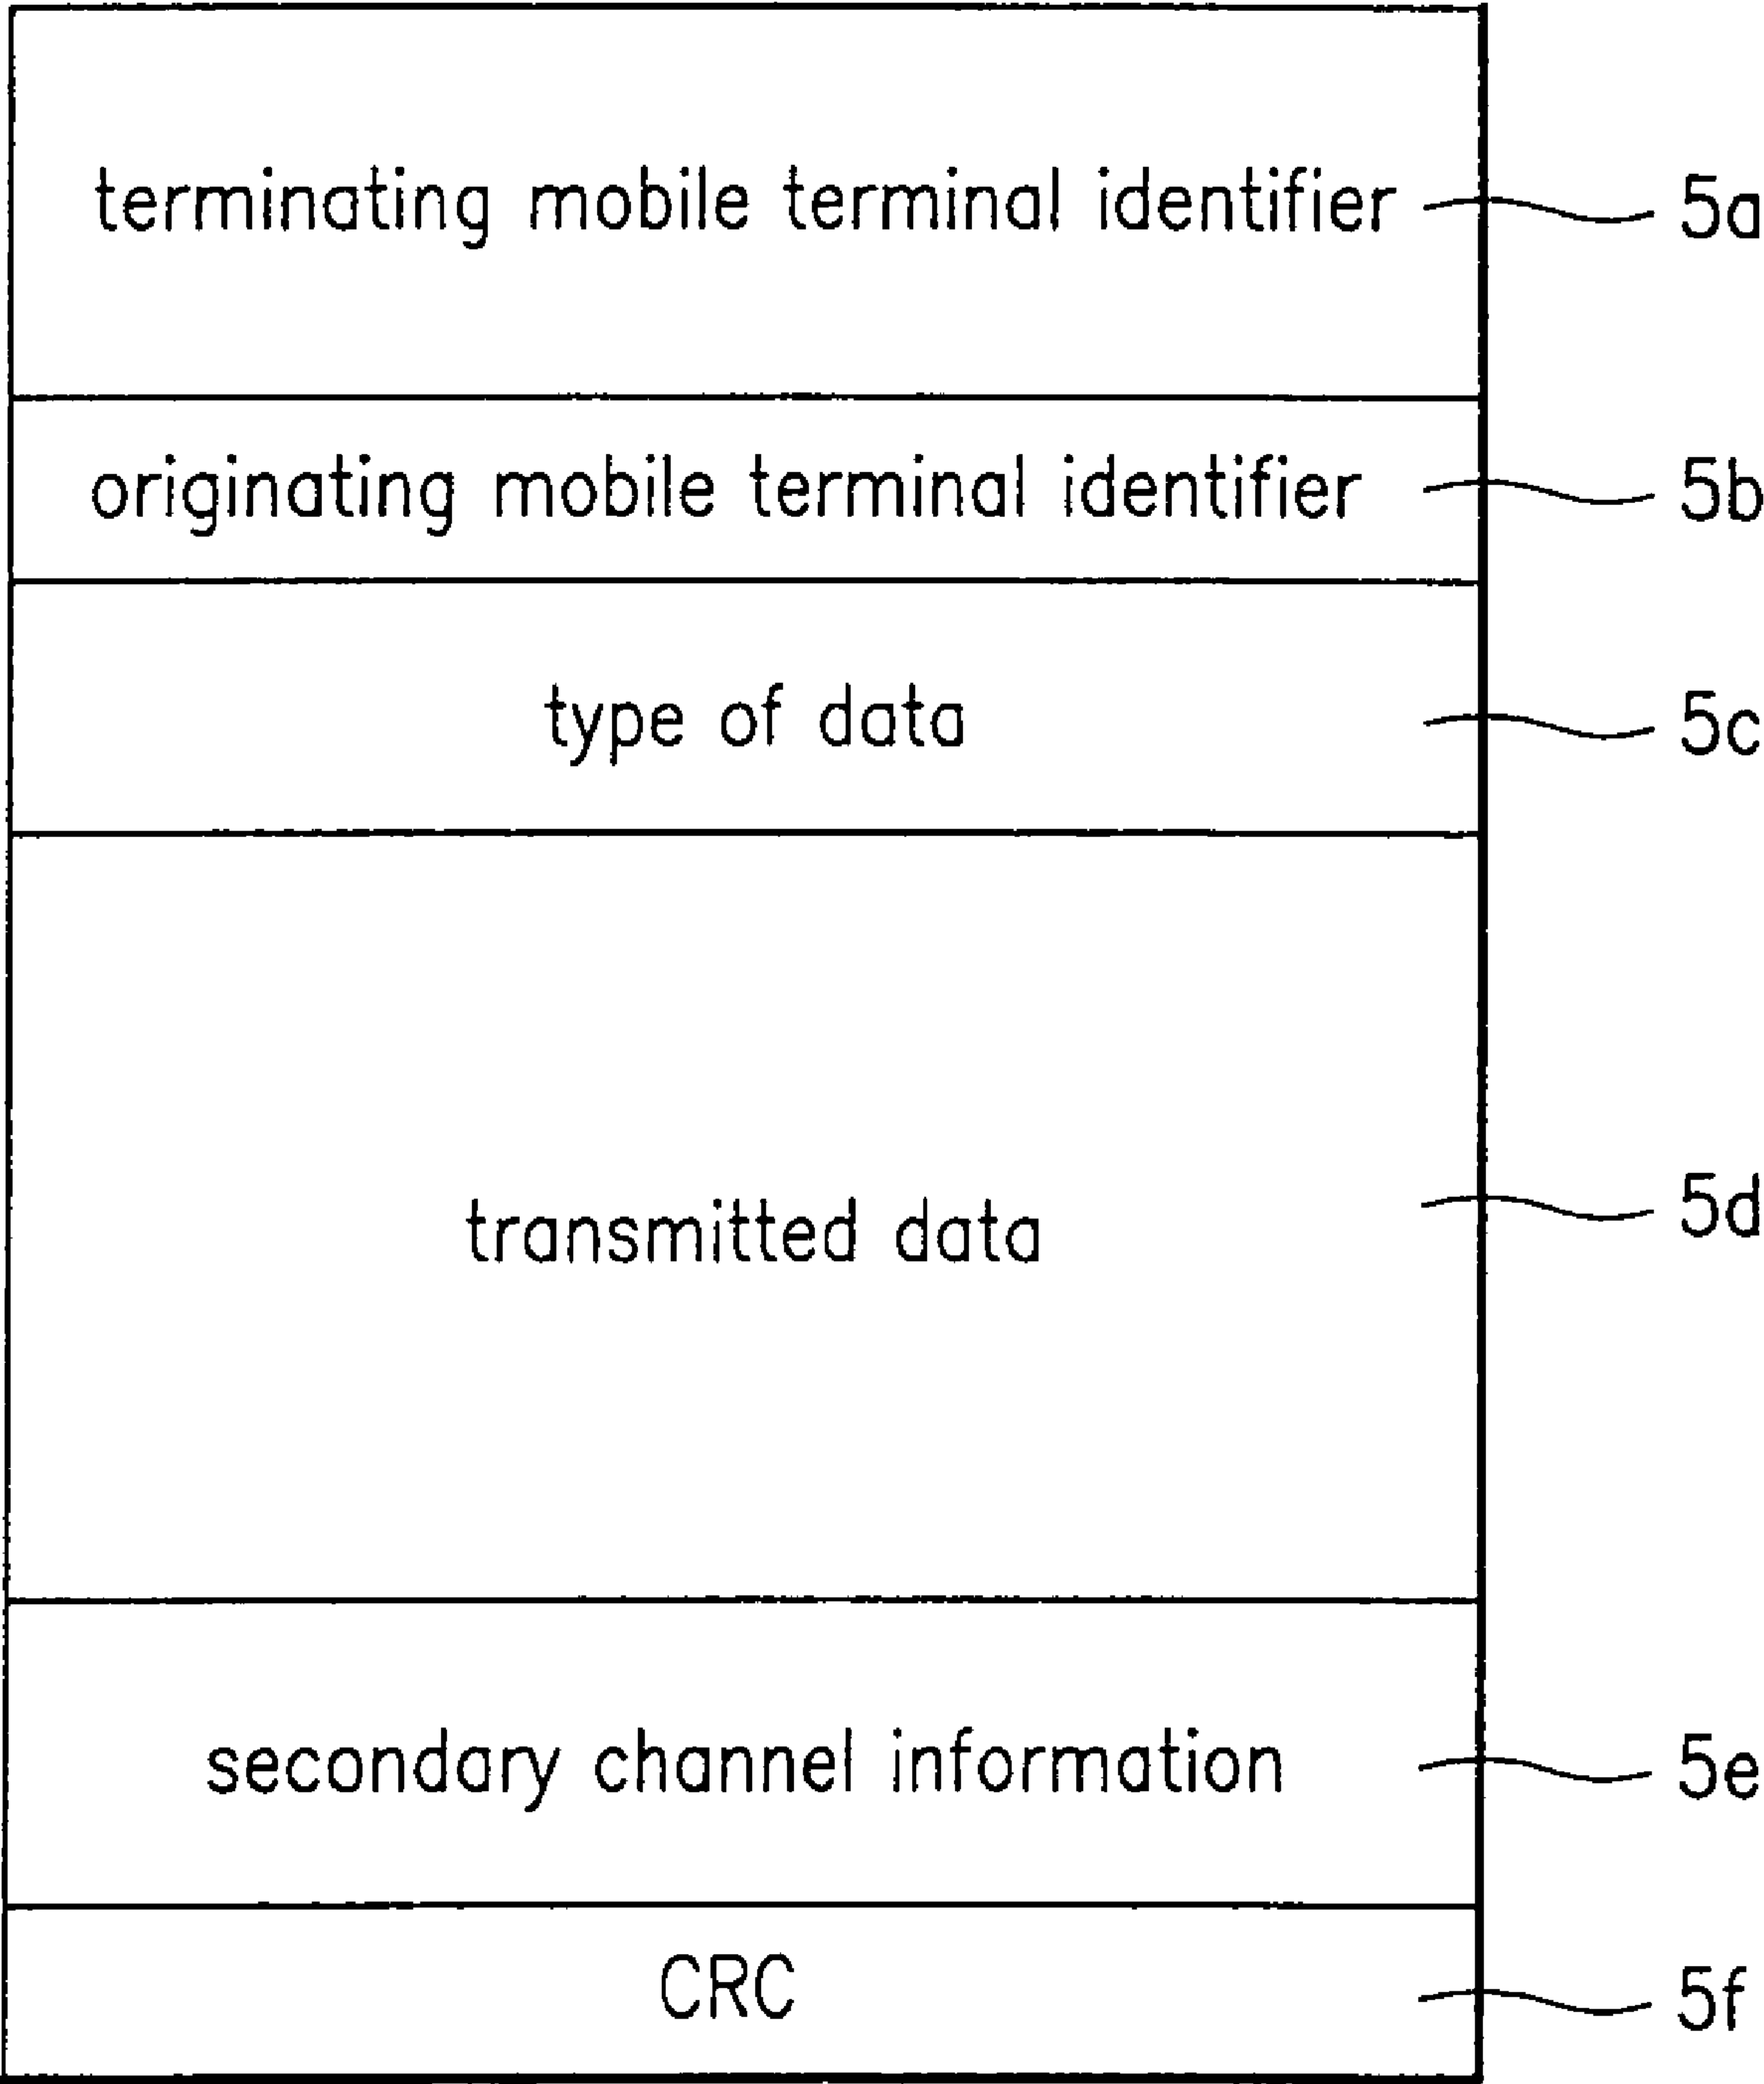 terminating mobile terminal identifier 5a
originating mobile terminal identifier 5b
type of data 5c
transmitted data 5d
secondary channel information 5e
CRC 5f